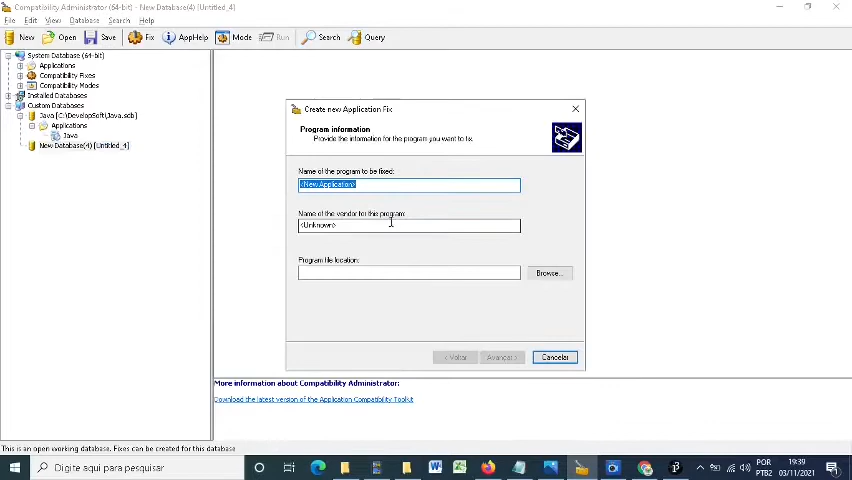 Compatibility Administrator (64-bit) - New Database(4) [Untitled_4]
File Edit View Database Search Help
New Open Save Fix AppHelp Mode Run Search Query
System Database (64-bit)
Applications
Compatibility Fixes
Compatibility Modes
Installed Databases
Custom Databases
Java [C:\DevelopSoft\Java.sdb]
Applications
Java
New Database(4) [Untitled_4]
Create new Application Fix
Program information
Provide the information for the program you want to fix.
Name of the program to be fixed:
<New Application>
Name of the vendor for this program:
<Unknown>
Program file location:
Browse...
< Voltar Avançar > Cancelar
More information about Compatibility Administrator:
Download the latest version of the Application Compatibility Toolkit
This is an open working database. Fixes can be created for this database
Digite aqui para pesquisar
POR
PTB2
19:39
03/11/2021